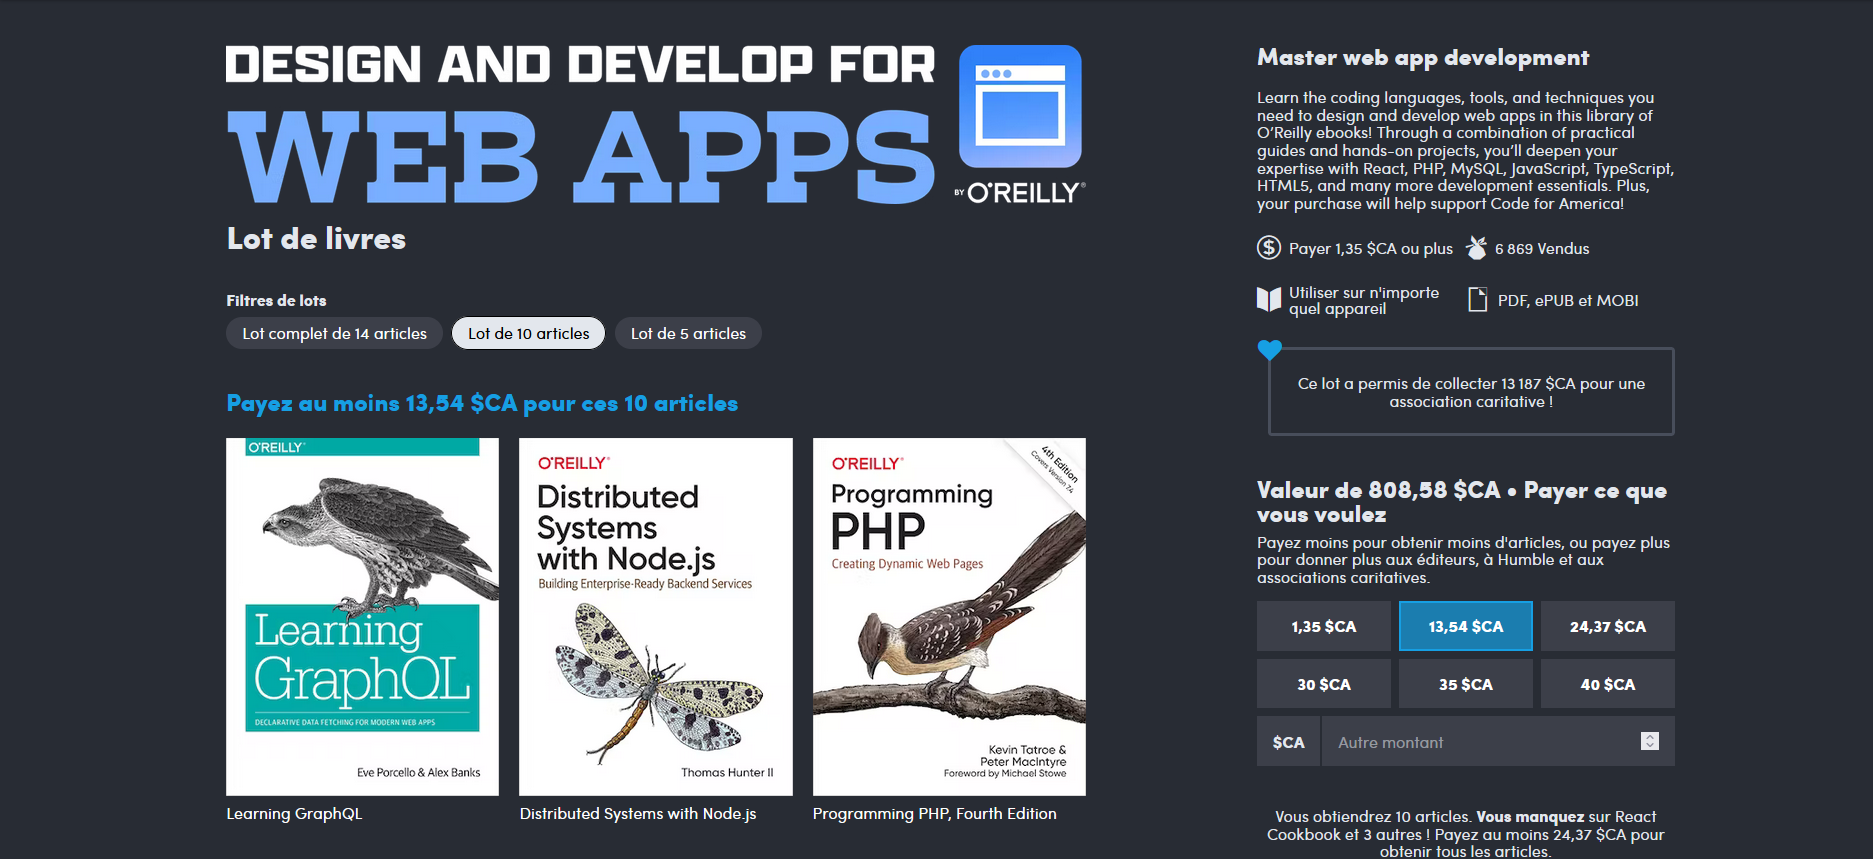 DESIGN AND DEVELOP FOR
WEB APPS
BY O'REILLY®
Lot de livres
Filtres de lots
Lot complet de 14 articles
Lot de 10 articles
Lot de 5 articles
Payez au moins 13,54 $CA pour ces 10 articles
O'REILLY®
Learning
GraphQL
DECLARATIVE DATA FETCHING FOR MODERN WEB APPS
Eve Porcello & Alex Banks
Learning GraphQL
O'REILLY®
Distributed
Systems
with Node.js
Building Enterprise-Ready Backend Services
Thomas Hunter II
Distributed Systems with Node.js
O'REILLY®
4th Edition
Covers Version 7.4
Programming
PHP
Creating Dynamic Web Pages
Kevin Tatroe &
Peter MacIntyre
Foreword by Michael Stowe
Programming PHP, Fourth Edition
Master web app development
Learn the coding languages, tools, and techniques you
need to design and develop web apps in this library of
O’Reilly ebooks! Through a combination of practical
guides and hands-on projects, you’ll deepen your
expertise with React, PHP, MySQL, JavaScript, TypeScript,
HTML5, and many more development essentials. Plus,
your purchase will help support Code for America!
Payer 1,35 $CA ou plus
6 869 Vendus
Utiliser sur n'importe
quel appareil
PDF, ePUB et MOBI
Ce lot a permis de collecter 13 187 $CA pour une
association caritative !
Valeur de 808,58 $CA • Payer ce que
vous voulez
Payez moins pour obtenir moins d'articles, ou payez plus
pour donner plus aux éditeurs, à Humble et aux
associations caritatives.
1,35 $CA
13,54 $CA
24,37 $CA
30 $CA
35 $CA
40 $CA
$CA
Autre montant
Vous obtiendrez 10 articles. Vous manquez sur React
Cookbook et 3 autres ! Payez au moins 24,37 $CA pour
obtenir tous les articles.